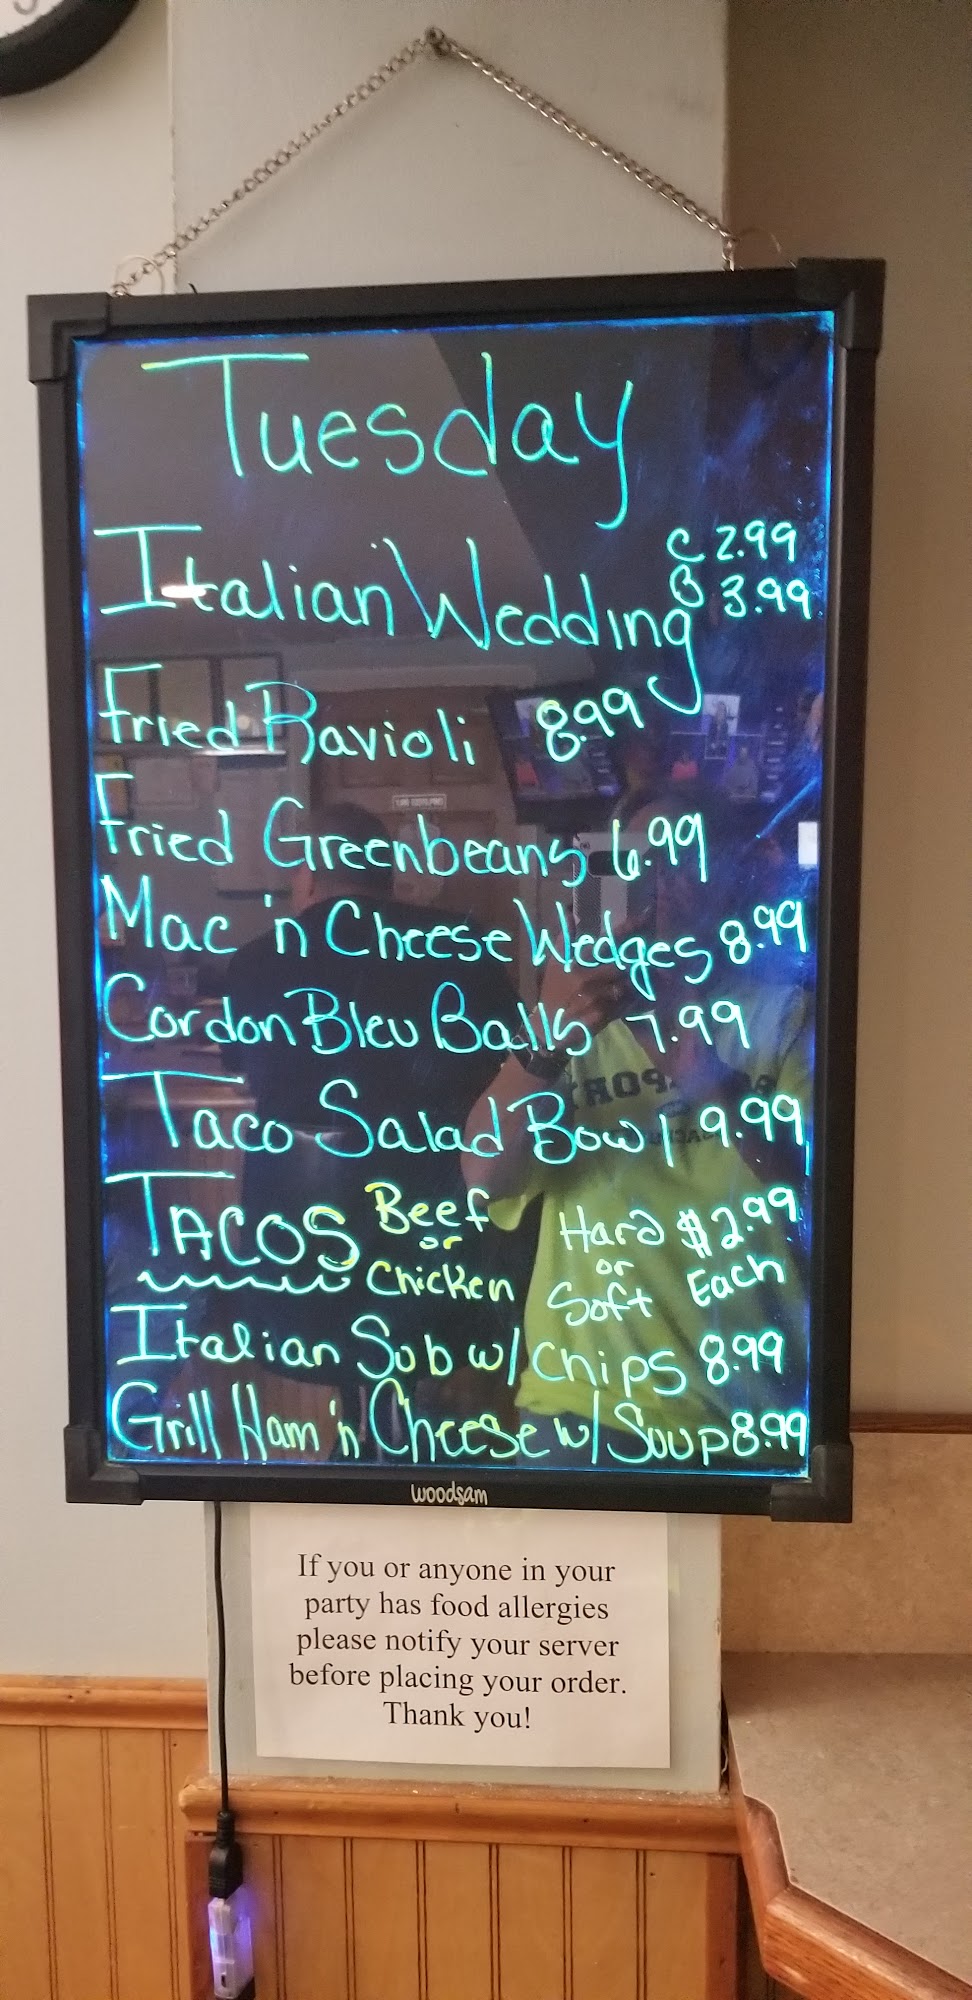 Tuesday
Italian Wedding C 2.99
B 3.99
Fried Ravioli 8.99
Fried Greenbeans 6.99
Mac 'n Cheese Wedges 8.99
Cordon Bleu Balls 7.99
Taco Salad Bowl 9.99
TACOS Beef or Chicken Hard or Soft $2.99 Each
Italian Sub w/ Chips 8.99
Grill Ham 'n Cheese w/ Soup 8.99
woodsam
If you or anyone in your
party has food allergies
please notify your server
before placing your order.
Thank you!